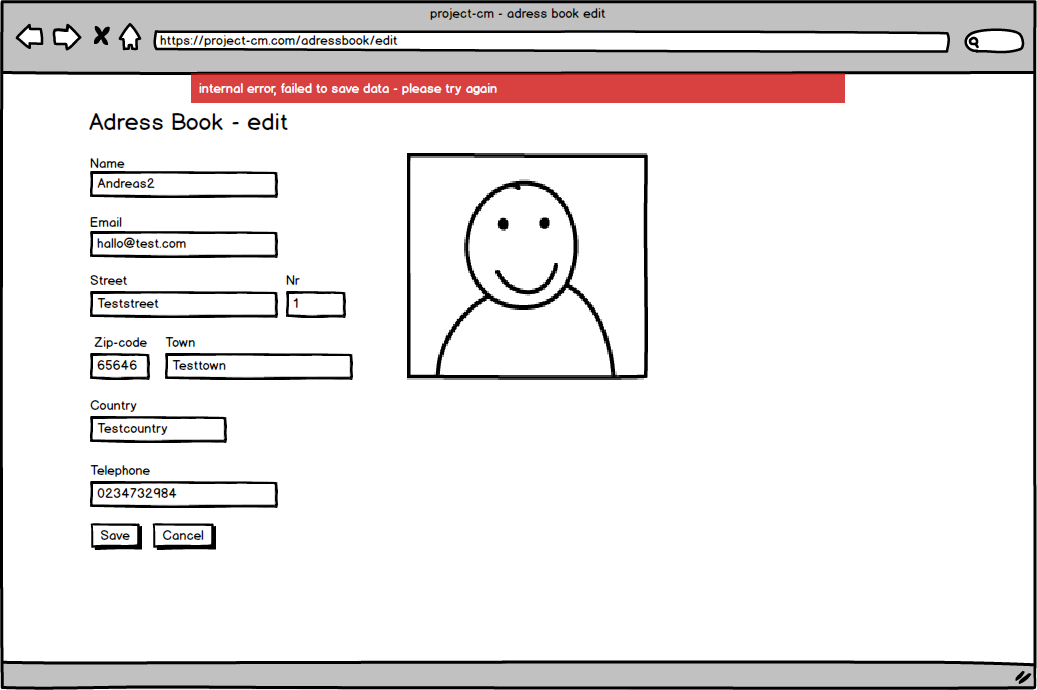 project-cm - adress book edit
https://project-cm.com/adressbook/edit
internal error, failed to save data - please try again
Adress Book - edit
Name
Andreas2
Email
hallo@test.com
Street Nr
Teststreet 1
Zip-code Town
65646 Testtown
Country
Testcountry
Telephone
0234732984
Save Cancel